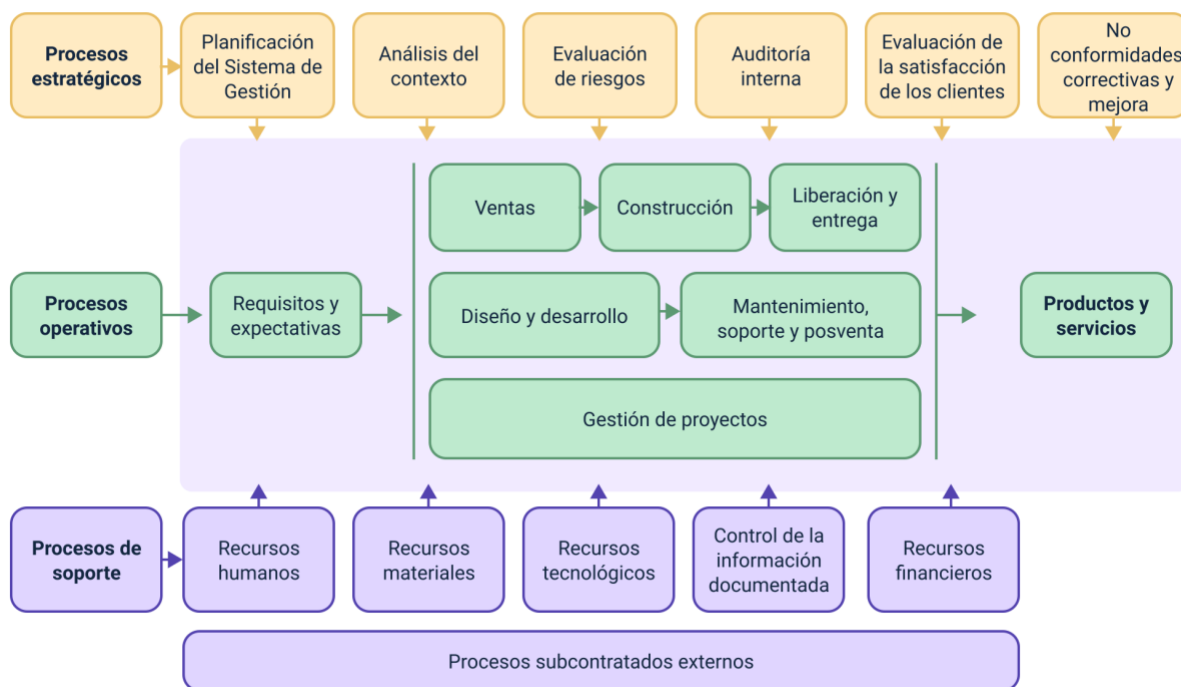 Procesos
estratégicos
Planificación
del Sistema de
Gestión
Análisis del
contexto
Evaluación
de riesgos
Auditoría
interna
Evaluación de
la satisfacción
de los clientes
No
conformidades,
correctivas y
mejora
Ventas
Construcción
Liberación y
entrega
Procesos
operativos
Requisitos y
expectativas
Diseño y desarrollo
Mantenimiento,
soporte y posventa
Productos y
servicios
Gestión de proyectos
Procesos de
soporte
Recursos
humanos
Recursos
materiales
Recursos
tecnológicos
Control de la
información
documentada
Recursos
financieros
Procesos subcontratados externos